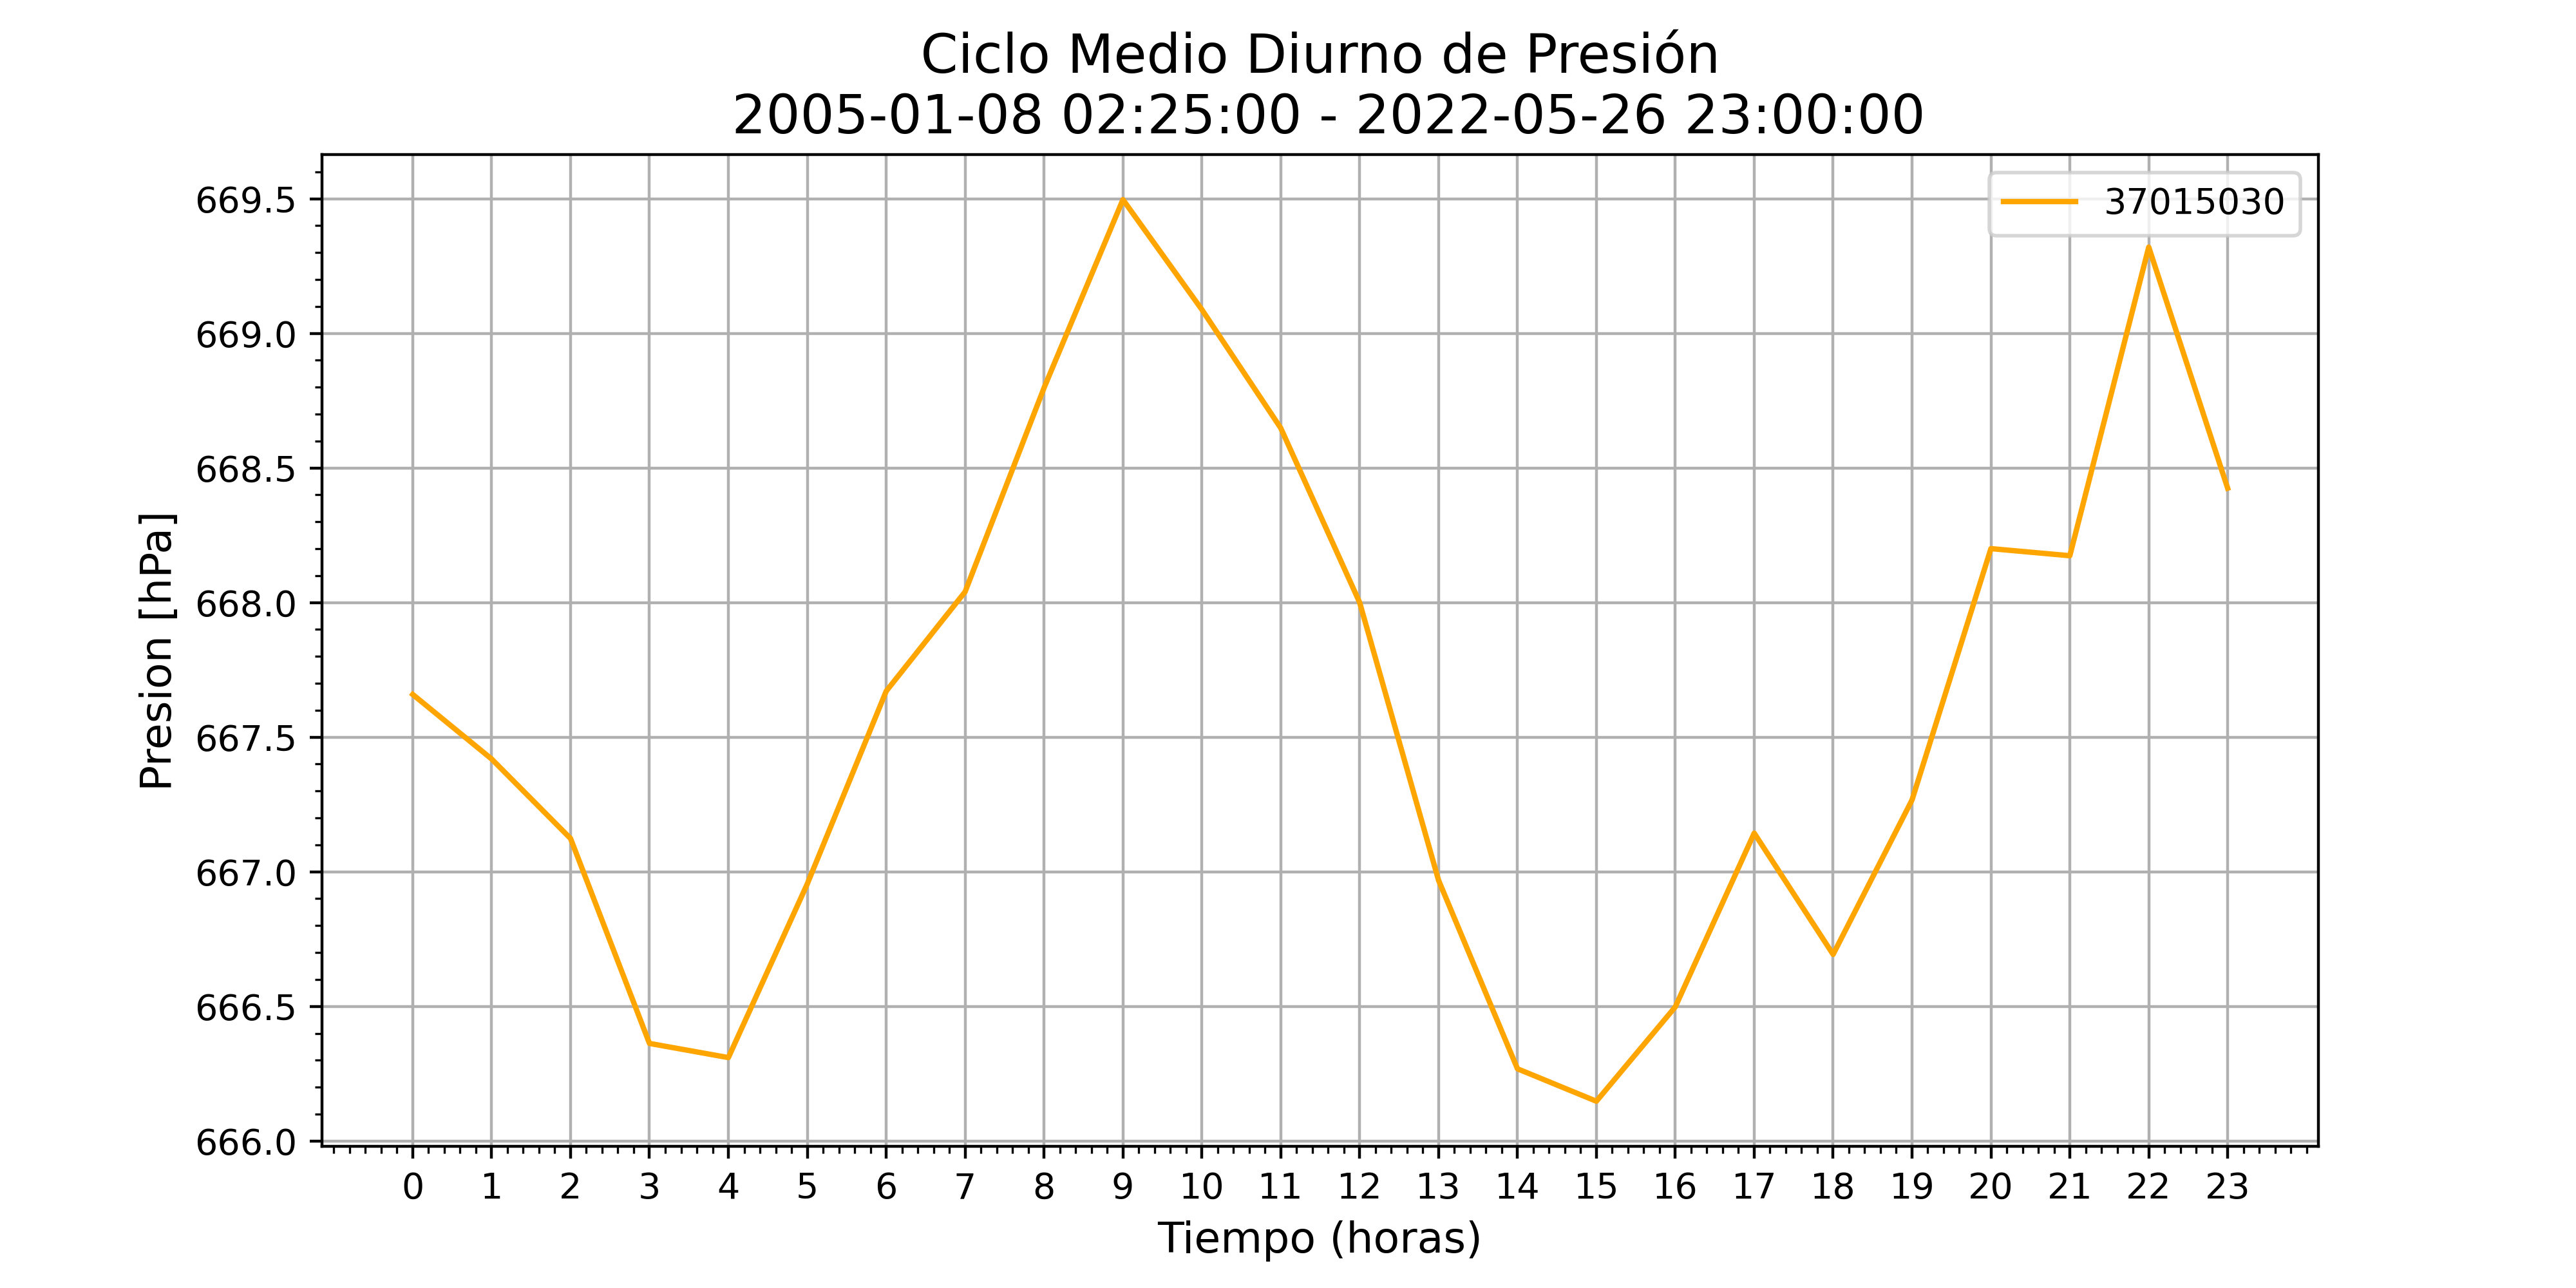 Ciclo Medio Diurno de Presión
2005-01-08 02:25:00 - 2022-05-26 23:00:00
37015030
Presion [hPa]
669.5
669.0
668.5
668.0
667.5
667.0
666.5
666.0
0 1 2 3 4 5 6 7 8 9 10 11 12 13 14 15 16 17 18 19 20 21 22 23
Tiempo (horas)